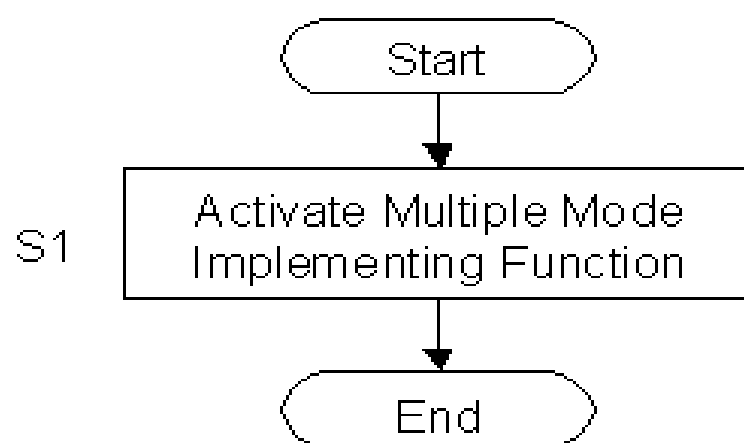 Start
S1
Activate Multiple Mode
Implementing Function
End